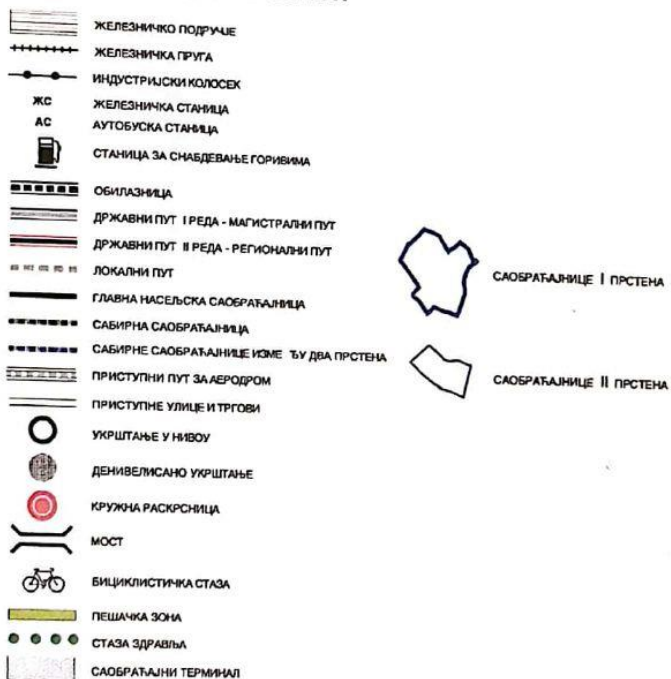 ЖЕЛЕЗНИЧКО ПОДРУЧЈЕ
ЖЕЛЕЗНИЧКА ПРУГА
ИНДУСТРИЈСКИ КОЛОСЕК
ЖС ЖЕЛЕЗНИЧКА СТАНИЦА
АС АУТОБУСКА СТАНИЦА
СТАНИЦА ЗА СНАБДЕВАЊЕ ГОРИВИМА
ОБИЛАЗНИЦА
ДРЖАВНИ ПУТ I РЕДА - МАГИСТРАЛНИ ПУТ
ДРЖАВНИ ПУТ II РЕДА - РЕГИОНАЛНИ ПУТ
ЛОКАЛНИ ПУТ
ГЛАВНА НАСЕЉСКА САОБРАЋАЈНИЦА
САБИРНА САОБРАЋАЈНИЦА
САБИРНЕ САОБРАЋАЈНИЦЕ ИЗМЕ ЂУ ДВА ПРСТЕНА
ПРИСТУПНИ ПУТ ЗА АЕРОДРОМ
ПРИСТУПНЕ УЛИЦЕ И ТРГОВИ
УКРШТАЊЕ У НИВОУ
ДЕНИВЕЛИСАНО УКРШТАЊЕ
КРУЖНА РАСКРСНИЦА
МОСТ
БИЦИКЛИСТИЧКА СТАЗА
ПЕШАЧКА ЗОНА
СТАЗА ЗДРАВЉА
САОБРАЋАЈНИ ТЕРМИНАЛ
САОБРАЋАЈНИЦЕ I ПРСТЕНА
САОБРАЋАЈНИЦЕ II ПРСТЕНА